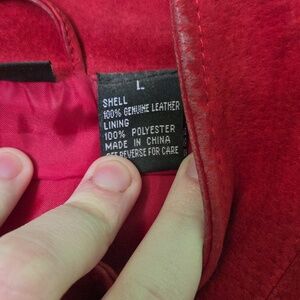 L
SHELL
100% GENUINE LEATHER
LINING
100% POLYESTER
MADE IN CHINA
SEE REVERSE FOR CARE